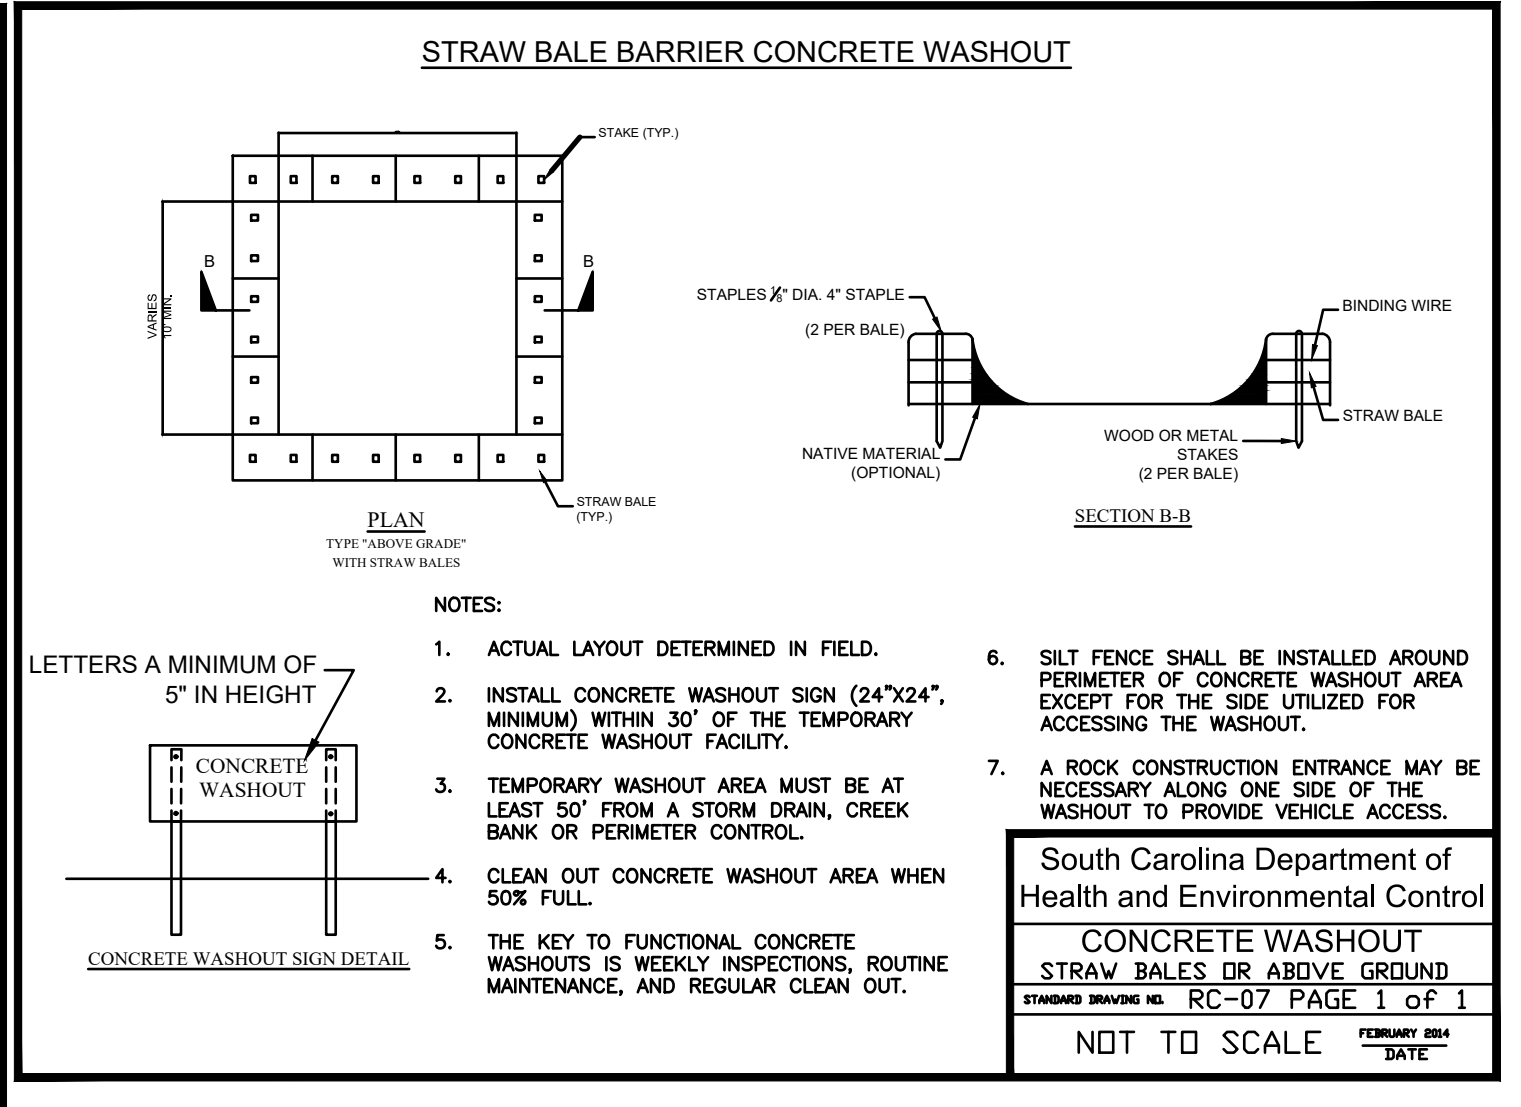 STRAW BALE BARRIER CONCRETE WASHOUT
STAKE (TYP.)
B
B
VARIES
10' MIN.
STRAW BALE
(TYP.)
PLAN
TYPE "ABOVE GRADE"
WITH STRAW BALES
STAPLES 1/8" DIA. 4" STAPLE
(2 PER BALE)
BINDING WIRE
STRAW BALE
NATIVE MATERIAL
(OPTIONAL)
WOOD OR METAL
STAKES
(2 PER BALE)
SECTION B-B
LETTERS A MINIMUM OF
5" IN HEIGHT
CONCRETE
WASHOUT
CONCRETE WASHOUT SIGN DETAIL
NOTES:
1. ACTUAL LAYOUT DETERMINED IN FIELD.
2. INSTALL CONCRETE WASHOUT SIGN (24"X24",
MINIMUM) WITHIN 30' OF THE TEMPORARY
CONCRETE WASHOUT FACILITY.
3. TEMPORARY WASHOUT AREA MUST BE AT
LEAST 50' FROM A STORM DRAIN, CREEK
BANK OR PERIMETER CONTROL.
4. CLEAN OUT CONCRETE WASHOUT AREA WHEN
50% FULL.
5. THE KEY TO FUNCTIONAL CONCRETE
WASHOUTS IS WEEKLY INSPECTIONS, ROUTINE
MAINTENANCE, AND REGULAR CLEAN OUT.
6. SILT FENCE SHALL BE INSTALLED AROUND
PERIMETER OF CONCRETE WASHOUT AREA
EXCEPT FOR THE SIDE UTILIZED FOR
ACCESSING THE WASHOUT.
7. A ROCK CONSTRUCTION ENTRANCE MAY BE
NECESSARY ALONG ONE SIDE OF THE
WASHOUT TO PROVIDE VEHICLE ACCESS.
South Carolina Department of
Health and Environmental Control
CONCRETE WASHOUT
STRAW BALES OR ABOVE GROUND
STANDARD DRAWING NO. RC-07 PAGE 1 of 1
NOT TO SCALE
FEBRUARY 2014
DATE